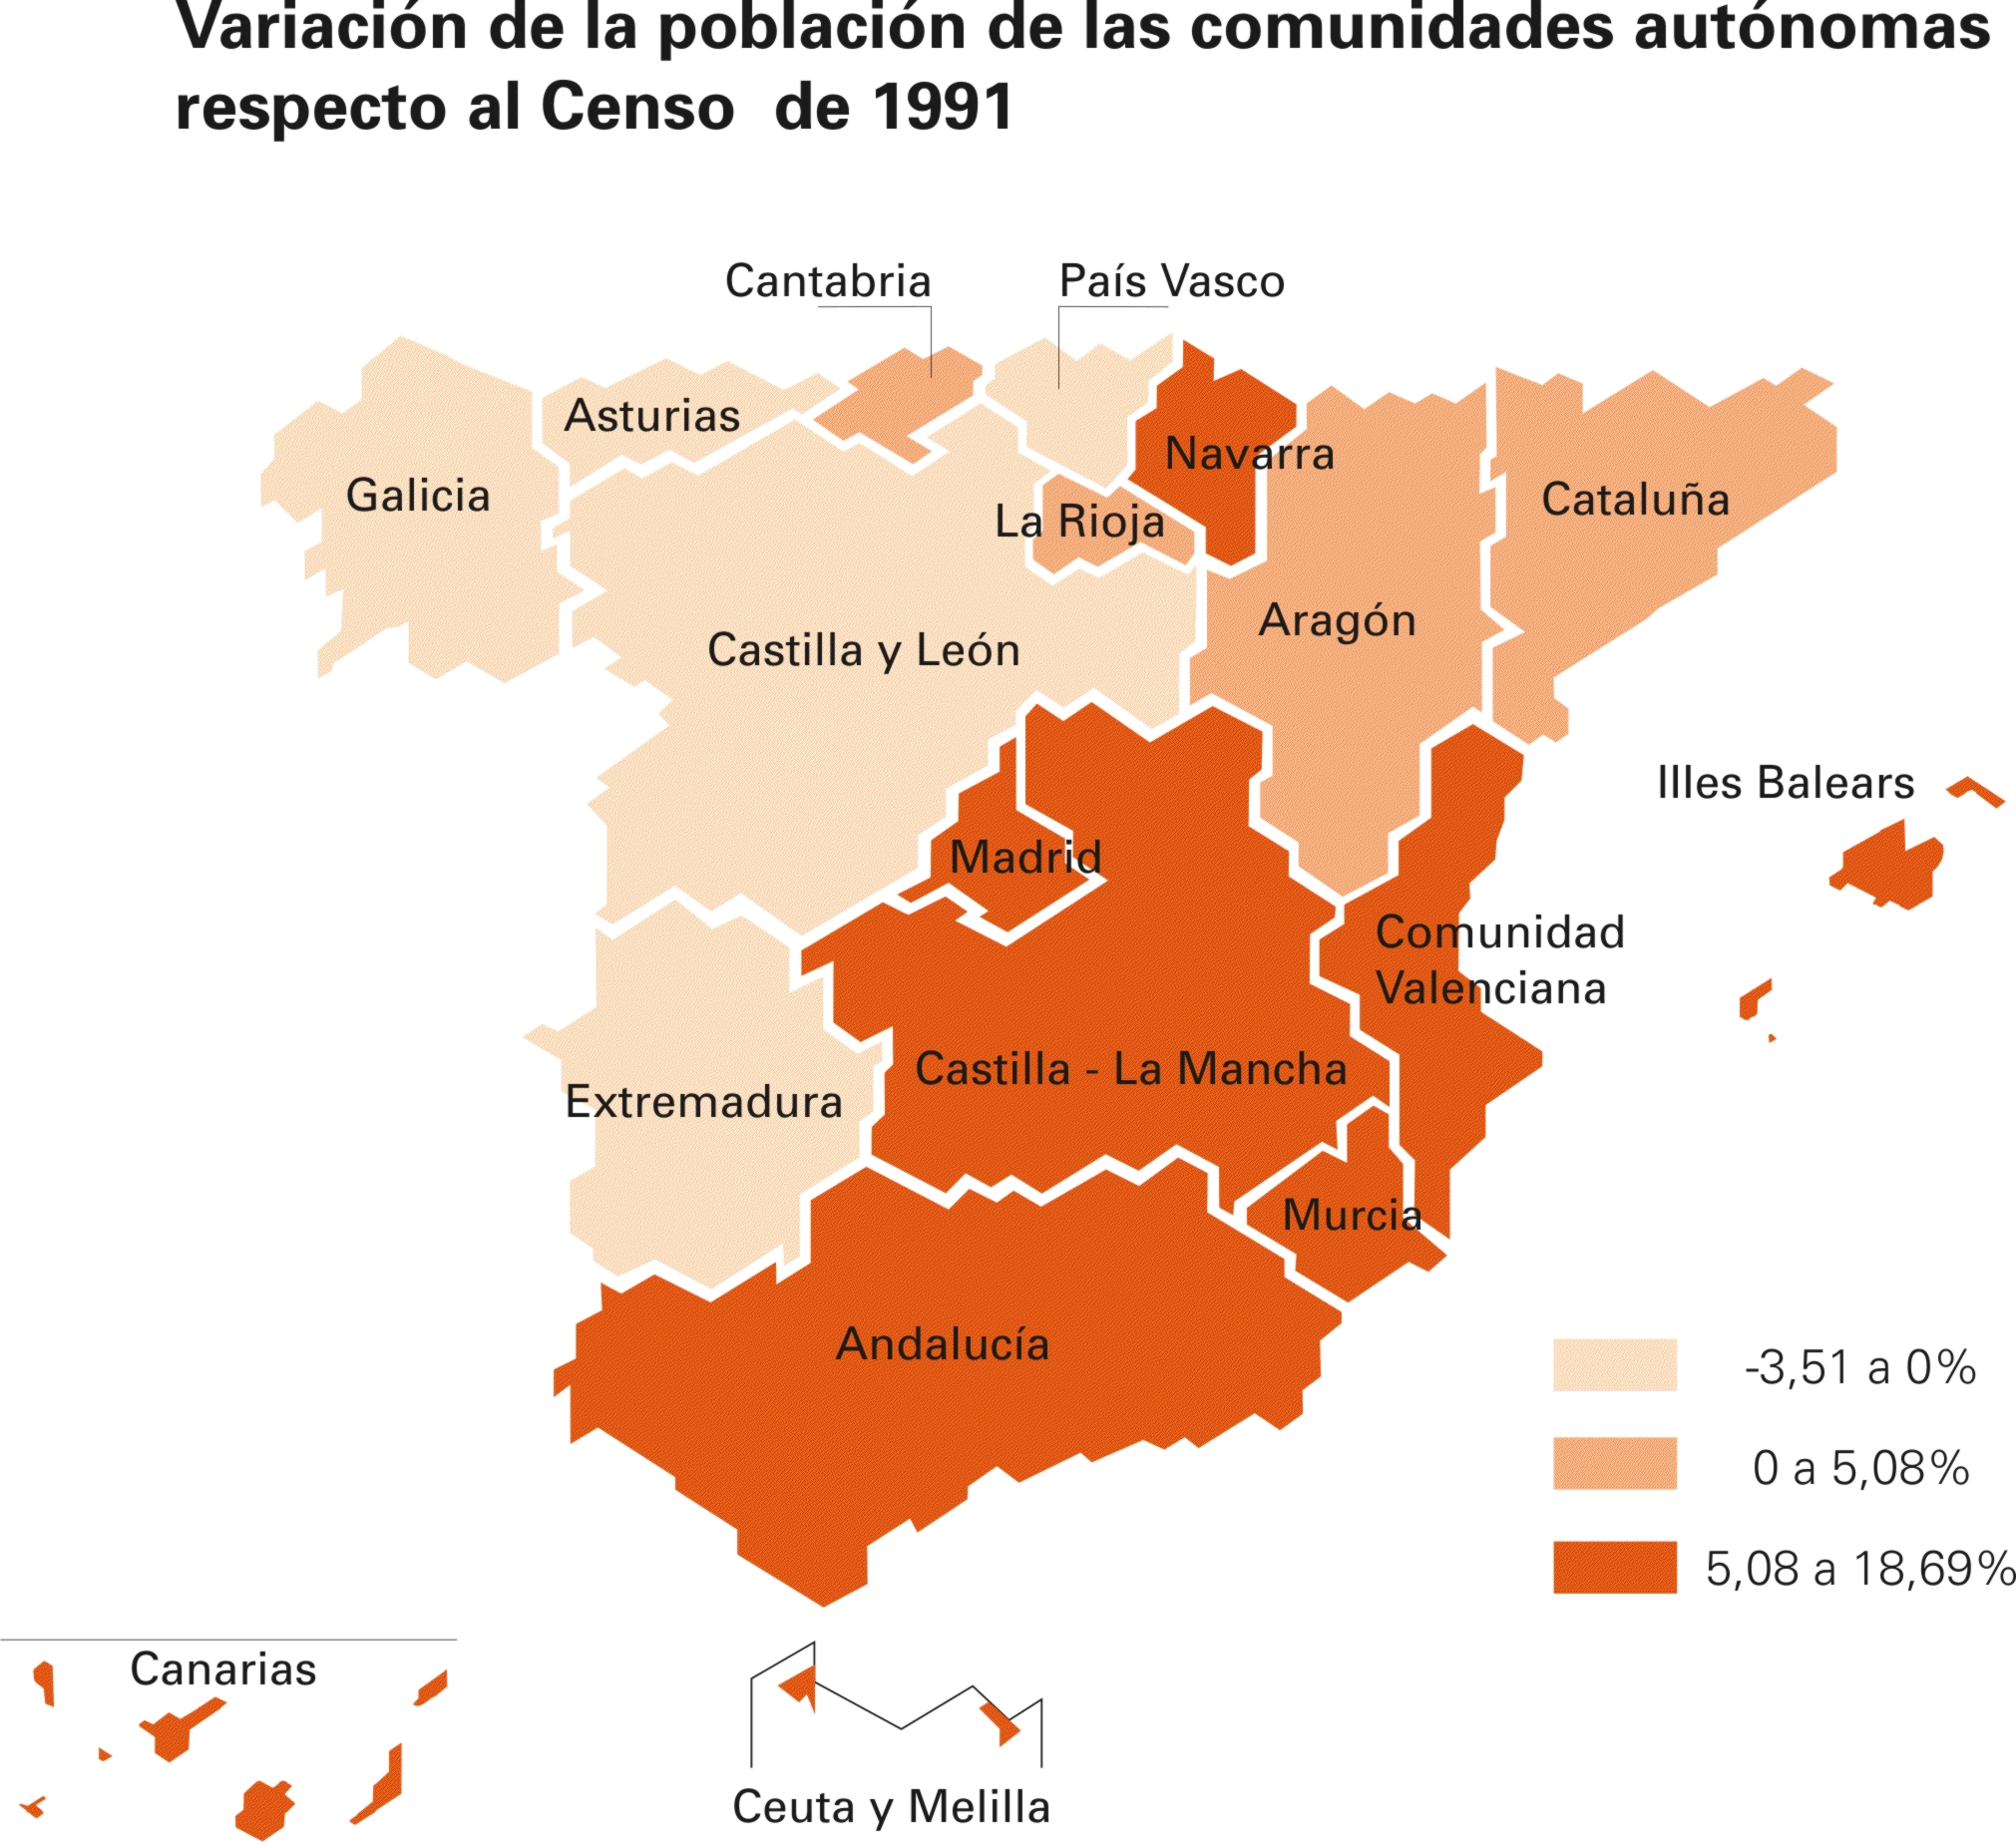 Variación de la población de las comunidades autónomas
respecto al Censo de 1991
Cantabria
País Vasco
Asturias
Navarra
Galicia
Cataluña
La Rioja
Aragón
Castilla y León
Illes Balears
Madrid
Comunidad
Valenciana
Castilla - La Mancha
Extremadura
Murcia
Andalucía
-3,51 a 0%
0 a 5,08%
5,08 a 18,69%
Canarias
Ceuta y Melilla